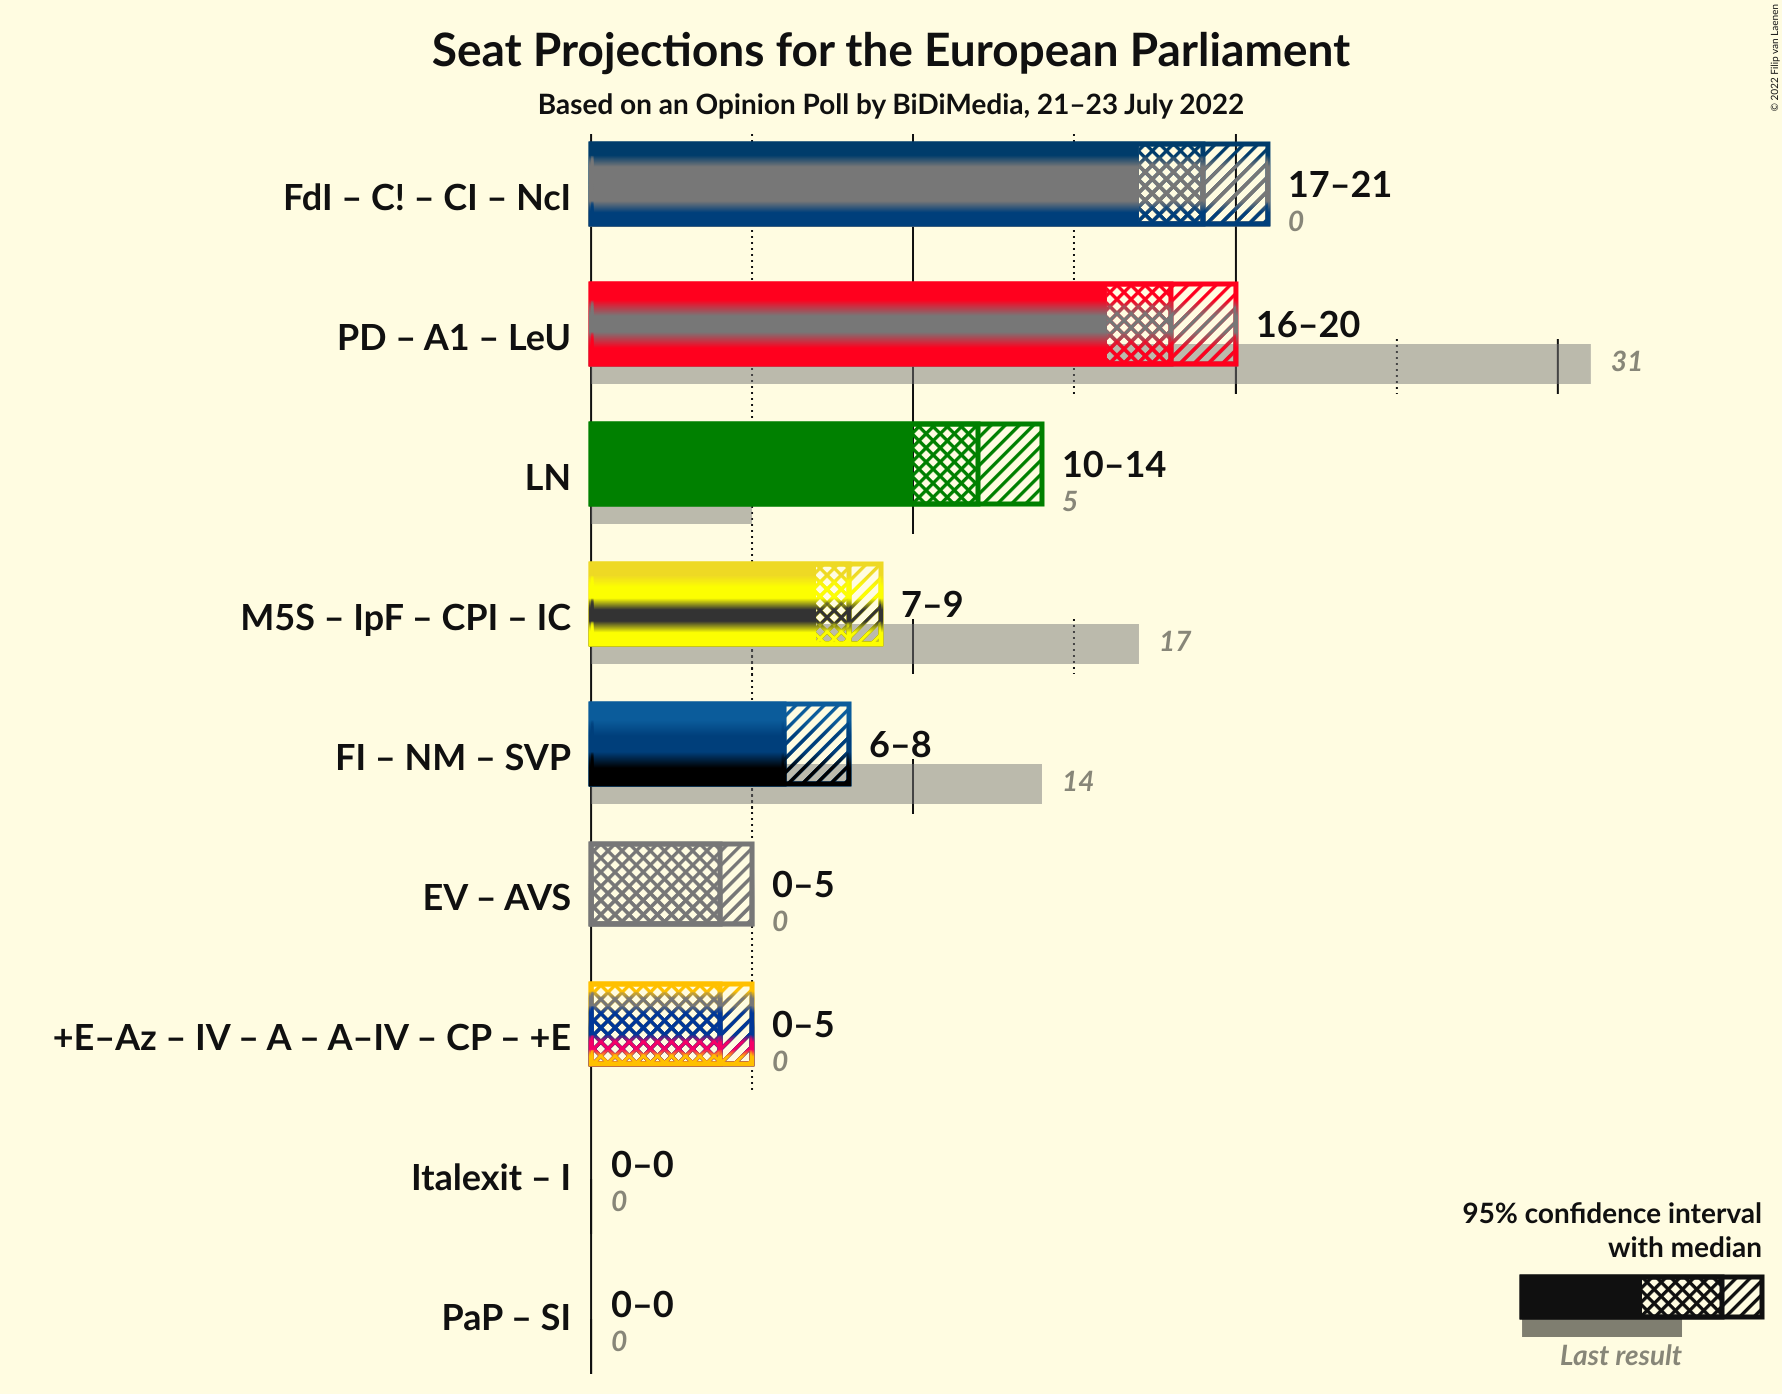 Seat Projections for the European Parliament
Based on an Opinion Poll by BiDiMedia, 21–23 July 2022
© 2022 Filip van Laenen
FdI – C! – CI – NcI
17–21
0
PD – A1 – LeU
16–20
31
LN
10–14
5
M5S – IpF – CPI – IC
7–9
17
FI – NM – SVP
6–8
14
EV – AVS
0–5
0
+E–Az – IV – A – A–IV – CP – +E
0–5
0
Italexit – I
0–0
0
PaP – SI
0–0
0
95% confidence interval
with median
Last result